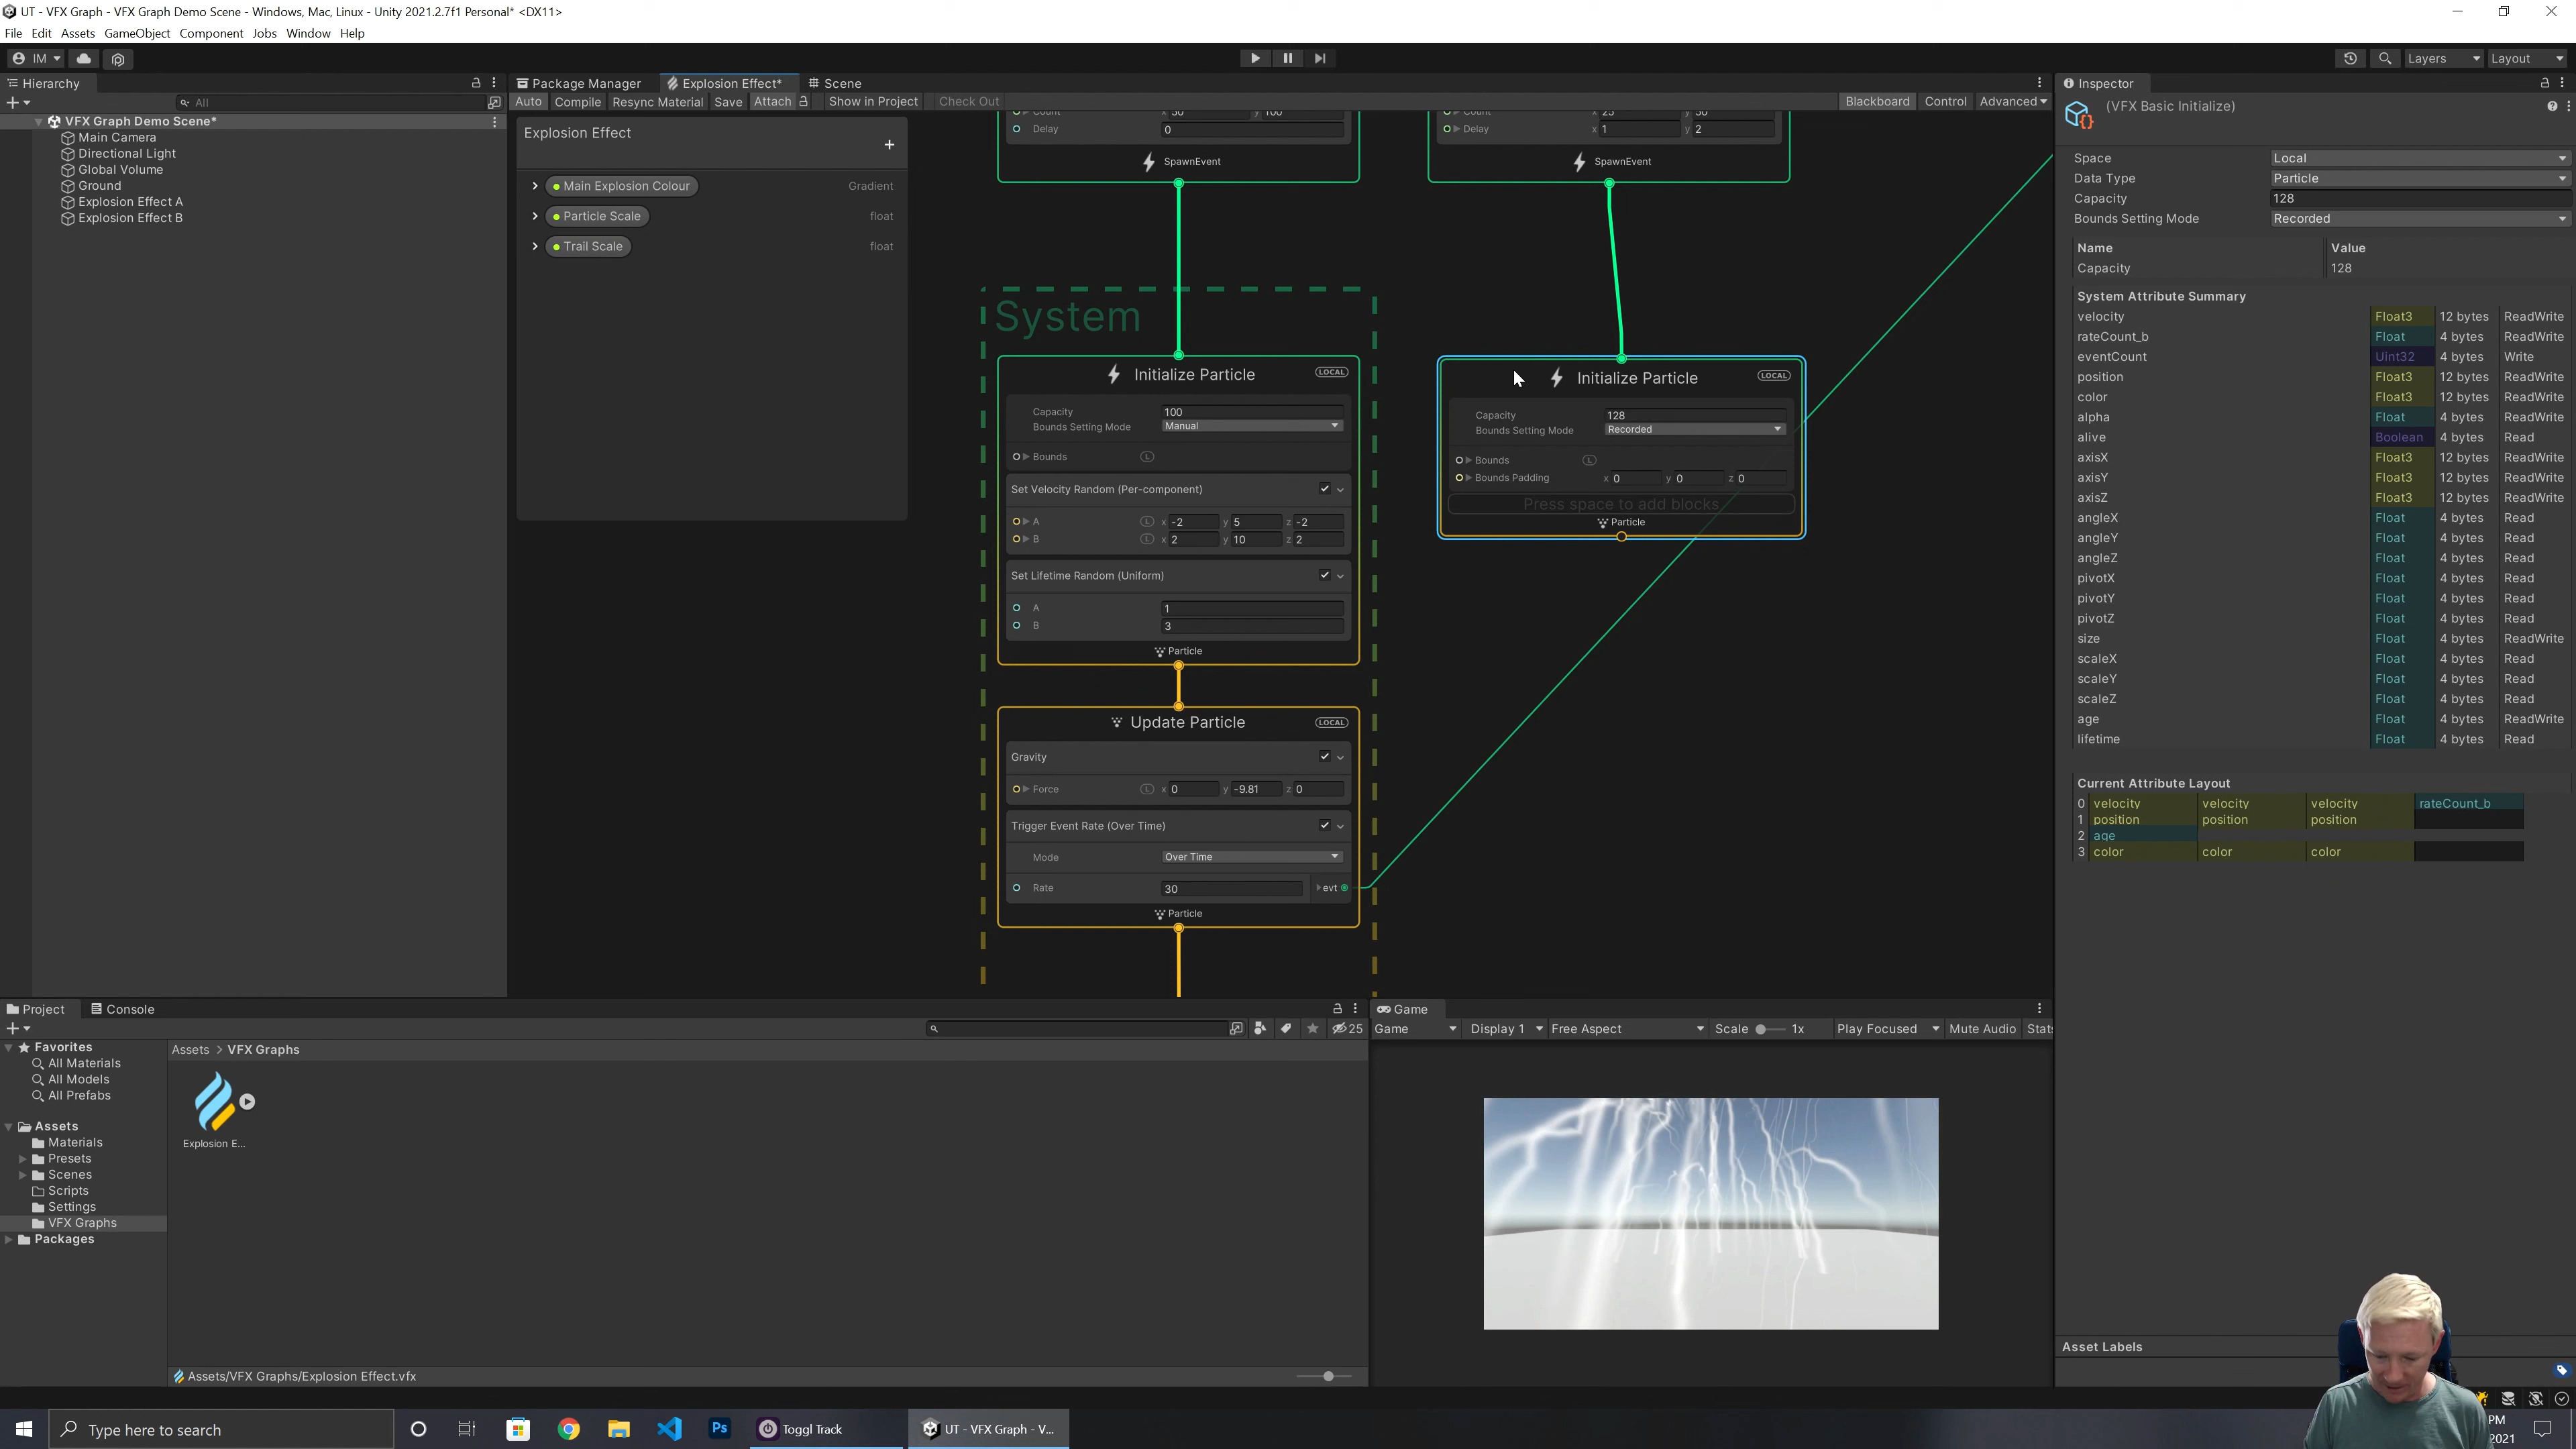 UT - VFX Graph - VFX Graph Demo Scene - Windows, Mac, Linux - Unity 2021.2.7f1 Personal* <DX11>
File Edit Assets GameObject Component Jobs Window Help
IM Layers Layout
Hierarchy
All
VFX Graph Demo Scene*
Main Camera
Directional Light
Global Volume
Ground
Explosion Effect A
Explosion Effect B
Package Manager Explosion Effect* Scene
Auto Compile Resync Material Save Attach Show in Project Check Out Blackboard Control Advanced
Explosion Effect
Main Explosion Colour Gradient
Particle Scale float
Trail Scale float
Count x 50 y 100
Delay 0
SpawnEvent
Count x 25 y 50
Delay x 1 y 2
SpawnEvent
System
Initialize Particle LOCAL
Capacity 100
Bounds Setting Mode Manual
Bounds L
Set Velocity Random (Per-component)
A L x -2 y 5 z -2
B L x 2 y 10 z 2
Set Lifetime Random (Uniform)
A 1
B 3
Particle
Update Particle LOCAL
Gravity
Force L x 0 y -9.81 z 0
Trigger Event Rate (Over Time)
Mode Over Time
Rate 30 evt
Particle
Initialize Particle LOCAL
Capacity 128
Bounds Setting Mode Recorded
Bounds L
Bounds Padding x 0 y 0 z 0
Press space to add blocks
Particle
Inspector
(VFX Basic Initialize)
Space Local
Data Type Particle
Capacity 128
Bounds Setting Mode Recorded
Name Value
Capacity 128
System Attribute Summary
velocity Float3 12 bytes ReadWrite
rateCount_b Float 4 bytes ReadWrite
eventCount Uint32 4 bytes Write
position Float3 12 bytes ReadWrite
color Float3 12 bytes ReadWrite
alpha Float 4 bytes ReadWrite
alive Boolean 4 bytes Read
axisX Float3 12 bytes ReadWrite
axisY Float3 12 bytes ReadWrite
axisZ Float3 12 bytes ReadWrite
angleX Float 4 bytes Read
angleY Float 4 bytes Read
angleZ Float 4 bytes Read
pivotX Float 4 bytes Read
pivotY Float 4 bytes Read
pivotZ Float 4 bytes Read
size Float 4 bytes ReadWrite
scaleX Float 4 bytes Read
scaleY Float 4 bytes Read
scaleZ Float 4 bytes Read
age Float 4 bytes ReadWrite
lifetime Float 4 bytes Read
Current Attribute Layout
0 velocity velocity velocity rateCount_b
1 position position position
2 age
3 color color color
Asset Labels
Project Console
25
Favorites
All Materials
All Models
All Prefabs
Assets
Materials
Presets
Scenes
Scripts
Settings
VFX Graphs
Packages
Assets > VFX Graphs
Explosion E...
Assets/VFX Graphs/Explosion Effect.vfx
Game
Game Display 1 Free Aspect Scale 1x Play Focused Mute Audio Stats
Type here to search
Ps
Toggl Track
UT - VFX Graph - V...
PM
2021